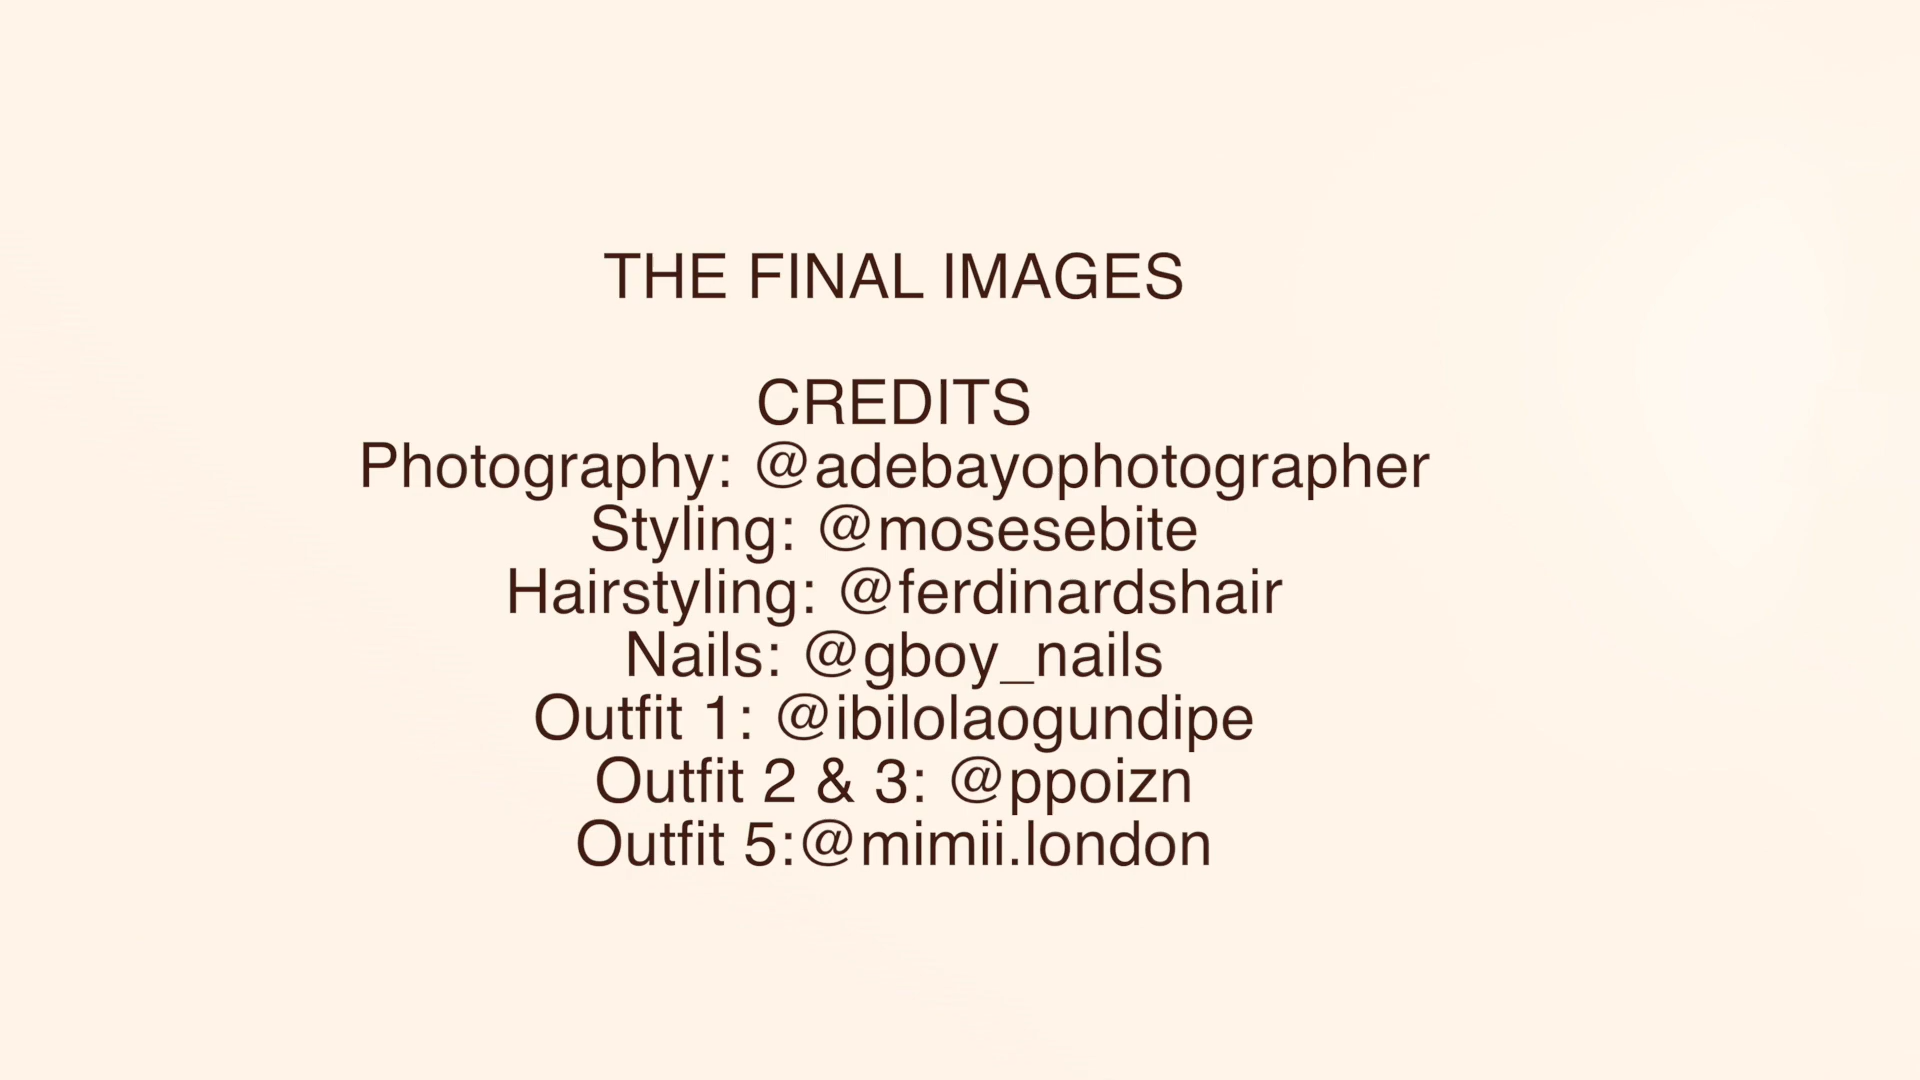 THE FINAL IMAGES
CREDITS
Photography: @adebayophotographer
Styling: @mosesebite
Hairstyling: @ferdinardshair
Nails: @gboy_nails
Outfit 1: @ibilolaogundipe
Outfit 2 & 3: @ppoizn
Outfit 5:@mimii.london